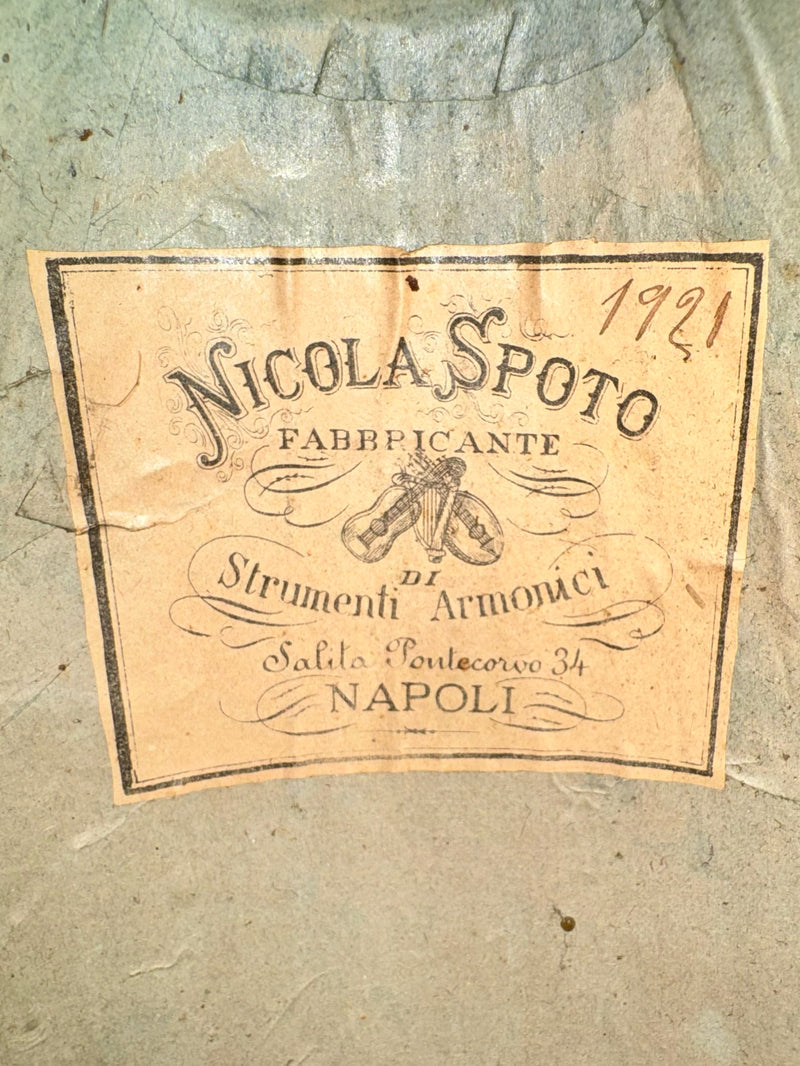 1921
NICOLA SPOTO
FABBRICANTE
DI
Strumenti Armonici
Salita Pontecorvo 34
NAPOLI